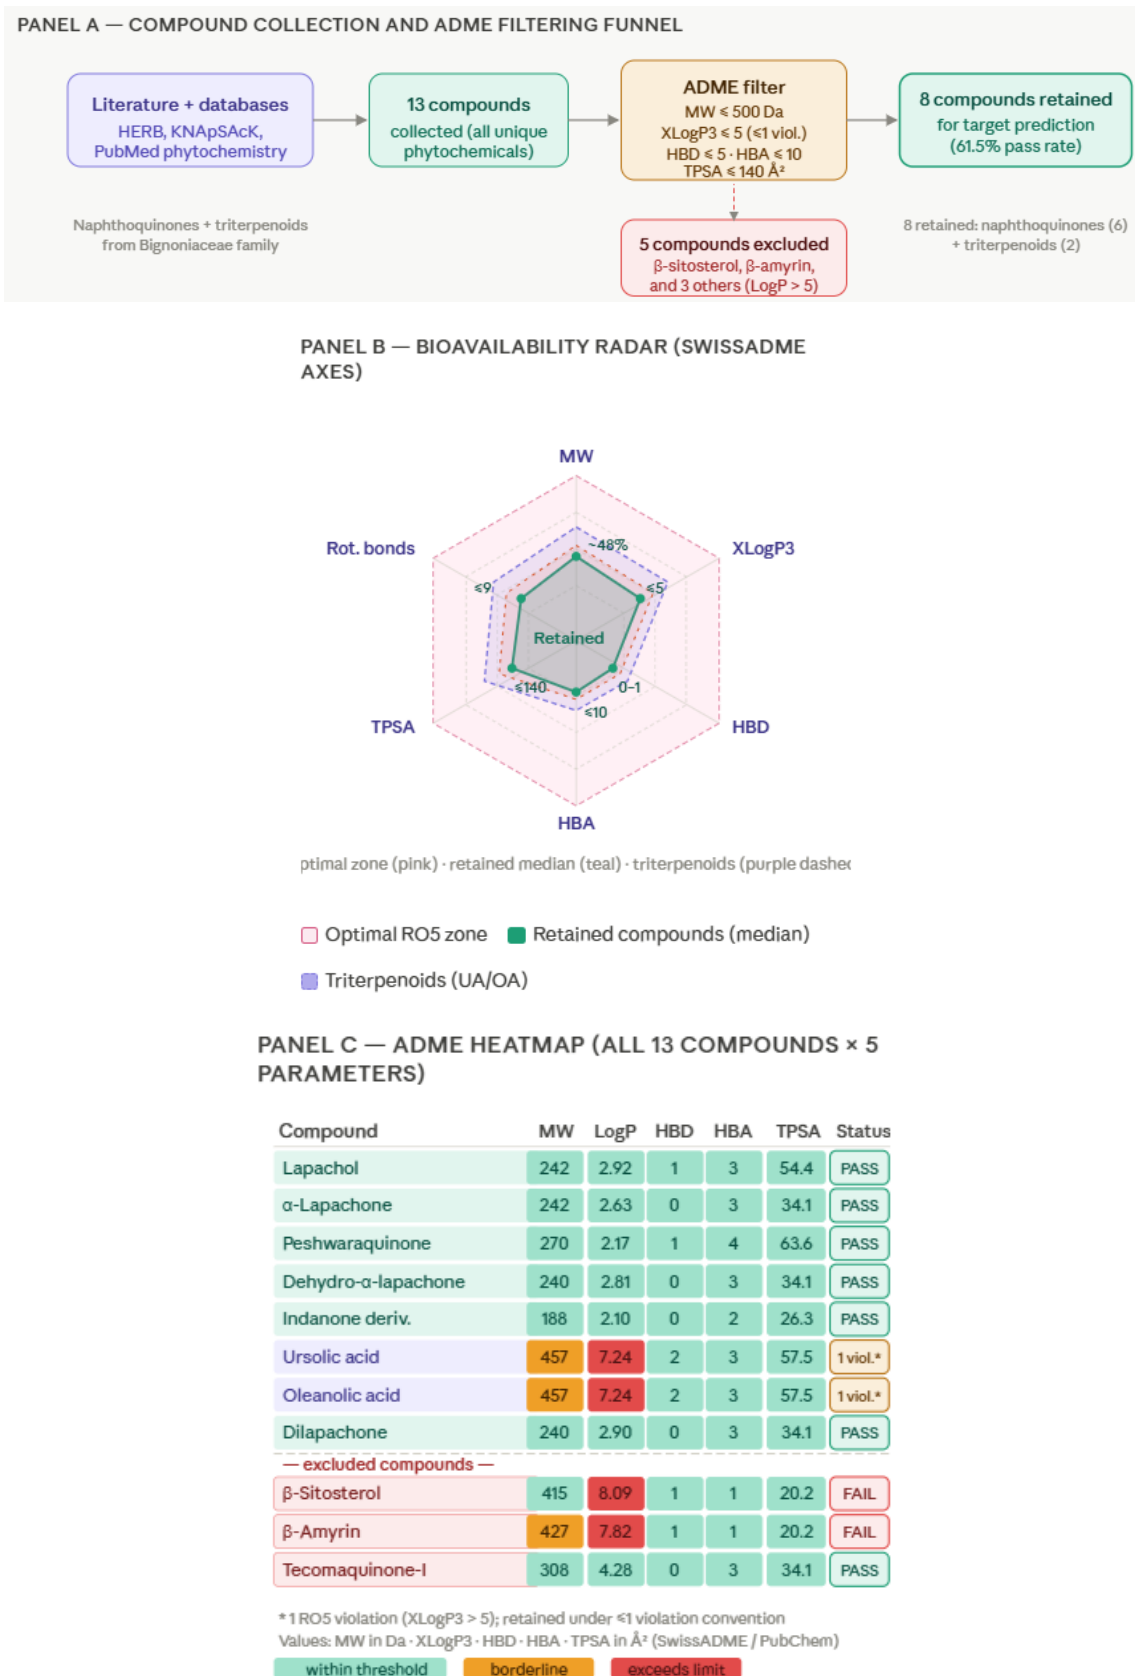 PANEL A — COMPOUND COLLECTION AND ADME FILTERING FUNNEL
Literature + databases
HERB, KNApSAcK,
PubMed phytochemistry
13 compounds
collected (all unique
phytochemicals)
ADME filter
MW ≤ 500 Da
XLogP3 ≤ 5 (≤1 viol.)
HBD ≤ 5 · HBA ≤ 10
TPSA ≤ 140 Å²
8 compounds retained
for target prediction
(61.5% pass rate)
Naphthoquinones + triterpenoids
from Bignoniaceae family
5 compounds excluded
β-sitosterol, β-amyrin,
and 3 others (LogP > 5)
8 retained: naphthoquinones (6)
+ triterpenoids (2)
PANEL B — BIOAVAILABILITY RADAR (SWISSADME
AXES)
MW
~48%
Rot. bonds
XLogP3
≤9
≤5
Retained
≤140
0–1
≤10
TPSA
HBD
HBA
ptimal zone (pink) · retained median (teal) · triterpenoids (purple dashed
Optimal RO5 zone
Retained compounds (median)
Triterpenoids (UA/OA)
PANEL C — ADME HEATMAP (ALL 13 COMPOUNDS × 5
PARAMETERS)
Compound MW LogP HBD HBA TPSA Status
Lapachol 242 2.92 1 3 54.4 PASS
α-Lapachone 242 2.63 0 3 34.1 PASS
Peshwaraquinone 270 2.17 1 4 63.6 PASS
Dehydro-α-lapachone 240 2.81 0 3 34.1 PASS
Indanone deriv. 188 2.10 0 2 26.3 PASS
Ursolic acid 457 7.24 2 3 57.5 1 viol.*
Oleanolic acid 457 7.24 2 3 57.5 1 viol.*
Dilapachone 240 2.90 0 3 34.1 PASS
— excluded compounds —
β-Sitosterol 415 8.09 1 1 20.2 FAIL
β-Amyrin 427 7.82 1 1 20.2 FAIL
Tecomaquinone-I 308 4.28 0 3 34.1 PASS
* 1 RO5 violation (XLogP3 > 5); retained under ≤1 violation convention
Values: MW in Da · XLogP3 · HBD · HBA · TPSA in Å² (SwissADME / PubChem)
within threshold
borderline
exceeds limit